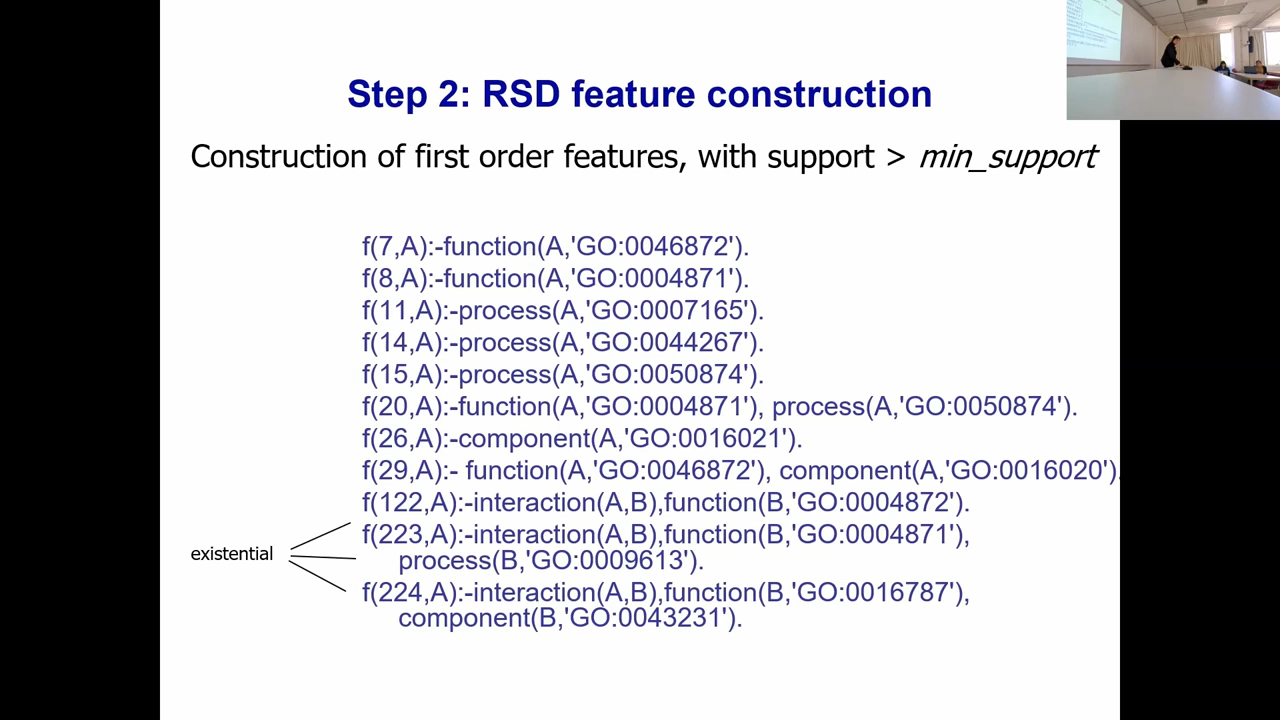 Step 2: RSD feature construction
Construction of first order features, with support > min_support
f(7,A):-function(A,'GO:0046872').
f(8,A):-function(A,'GO:0004871').
f(11,A):-process(A,'GO:0007165').
f(14,A):-process(A,'GO:0044267').
f(15,A):-process(A,'GO:0050874').
f(20,A):-function(A,'GO:0004871'), process(A,'GO:0050874').
f(26,A):-component(A,'GO:0016021').
f(29,A):- function(A,'GO:0046872'), component(A,'GO:0016020').
f(122,A):-interaction(A,B),function(B,'GO:0004872').
f(223,A):-interaction(A,B),function(B,'GO:0004871'),
process(B,'GO:0009613').
existential
f(224,A):-interaction(A,B),function(B,'GO:0016787'),
component(B,'GO:0043231').